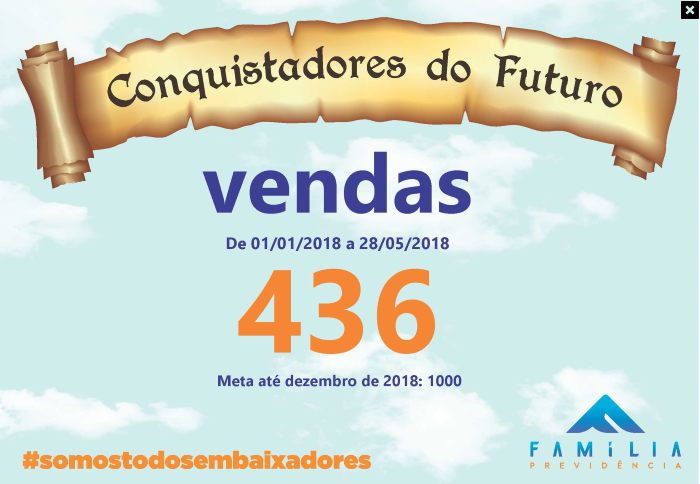 Conquistadores do Futuro
vendas
De 01/01/2018 a 28/05/2018
436
Meta até dezembro de 2018: 1000
#somostodosembaixadores
FAMÍLIA
PREVIDÊNCIA